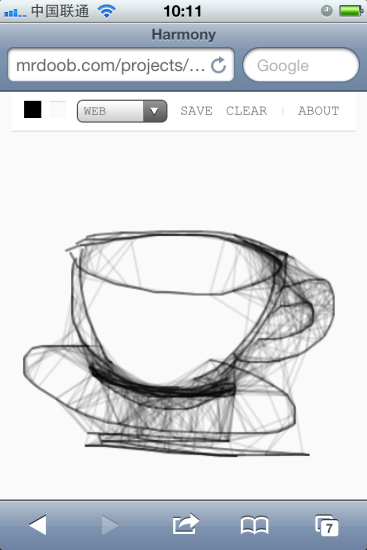 中国联通 10:11
Harmony
mrdoob.com/projects/... Google
WEB SAVE CLEAR | ABOUT
7